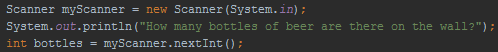 Scanner myScanner = new Scanner(System.in);
System.out.println("How many bottles of beer are there on the wall?");
int bottles = myScanner.nextInt();